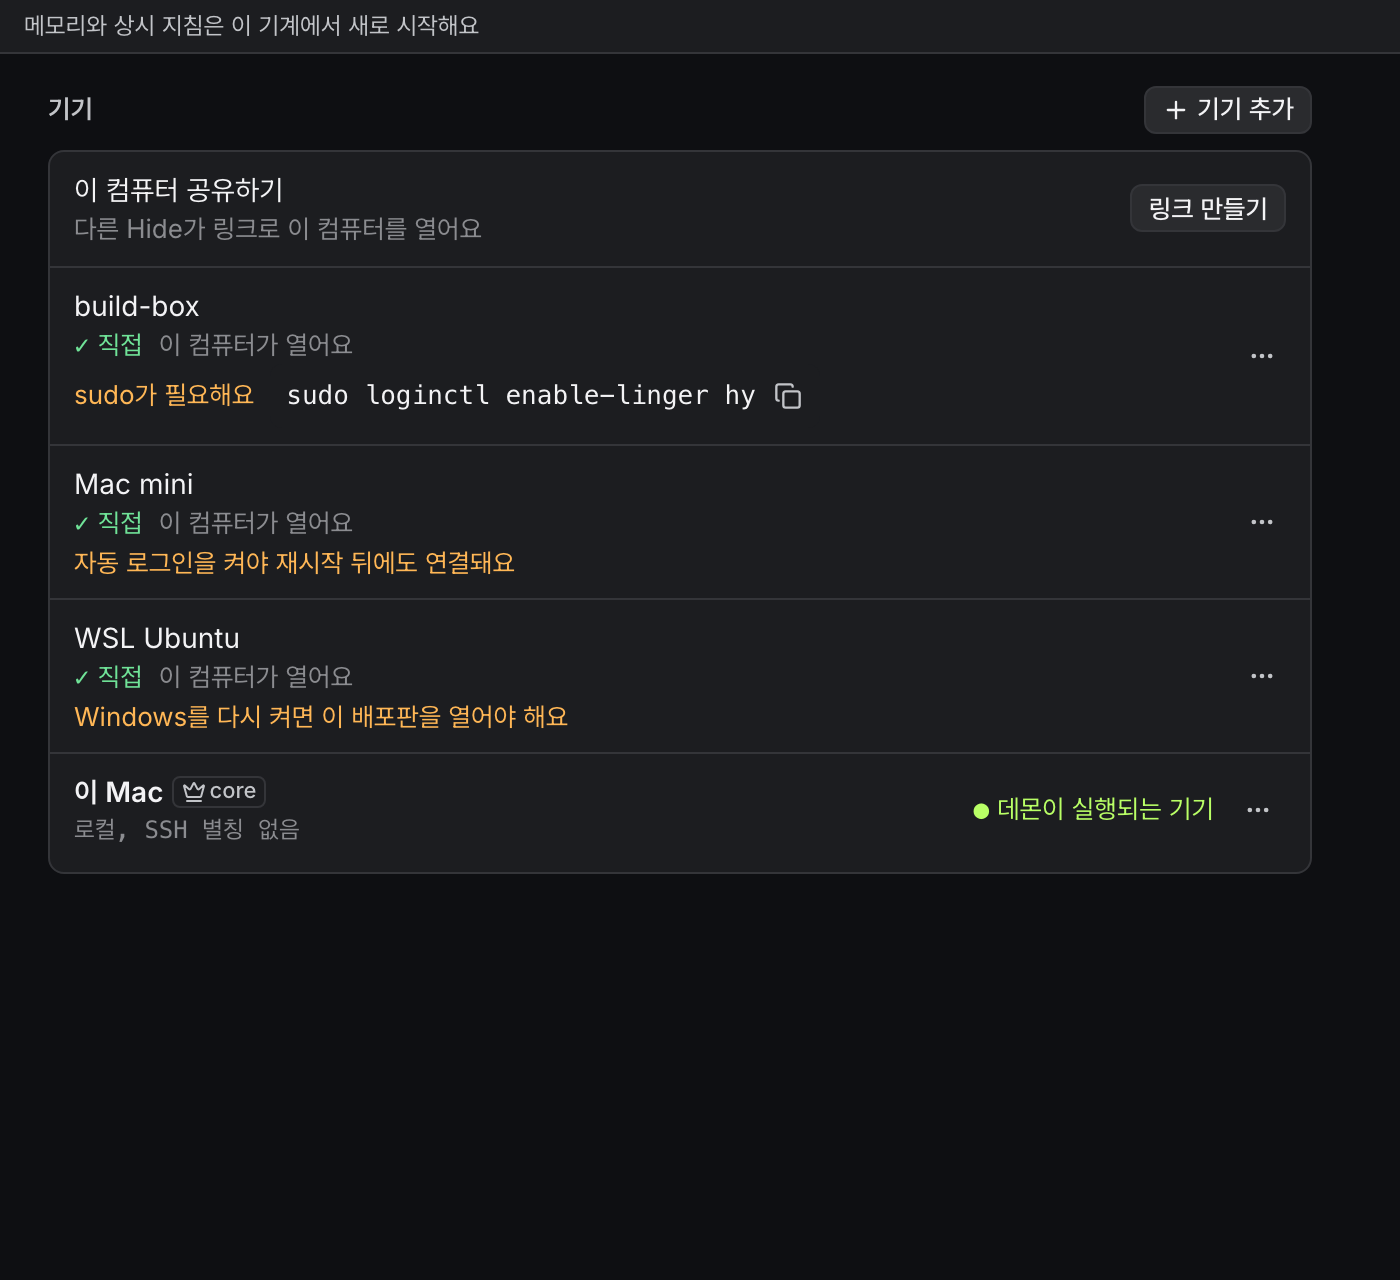 메모리와 상시 지침은 이 기계에서 새로 시작해요
기기
+ 기기 추가
이 컴퓨터 공유하기
다른 Hide가 링크로 이 컴퓨터를 열어요
링크 만들기
build-box
✓ 직접 이 컴퓨터가 열어요
sudo가 필요해요 sudo loginctl enable-linger hy
Mac mini
✓ 직접 이 컴퓨터가 열어요
자동 로그인을 켜야 재시작 뒤에도 연결돼요
WSL Ubuntu
✓ 직접 이 컴퓨터가 열어요
Windows를 다시 켜면 이 배포판을 열어야 해요
이 Mac core
로컬, SSH 별칭 없음
데몬이 실행되는 기기